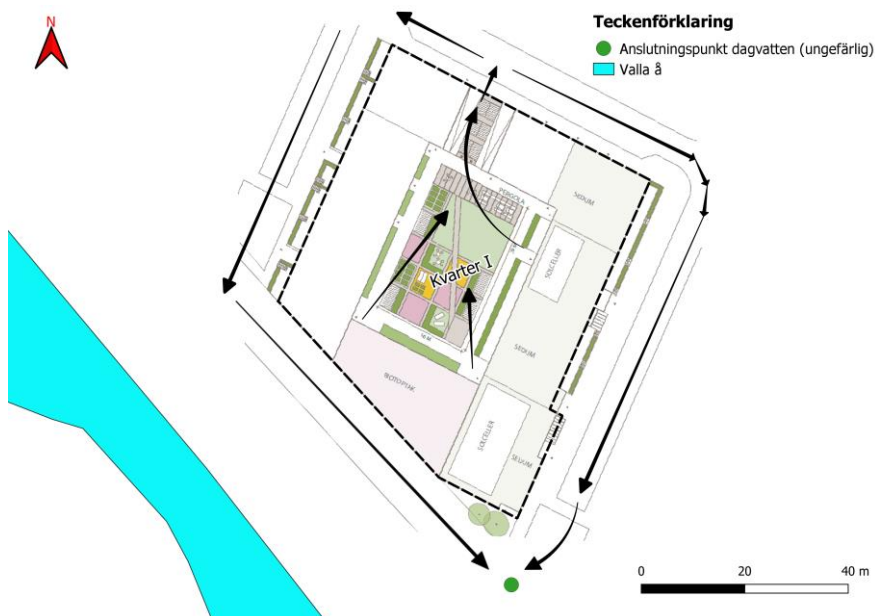 N
Teckenförklaring
Anslutningspunkt dagvatten (ungefärlig)
Valla å
SEDUM
PERGOLA
SOLCELLER
Kvarter I
SEDUM
BIOTOPTAK
SOLCELLER
SEDUM
0 20 40 m